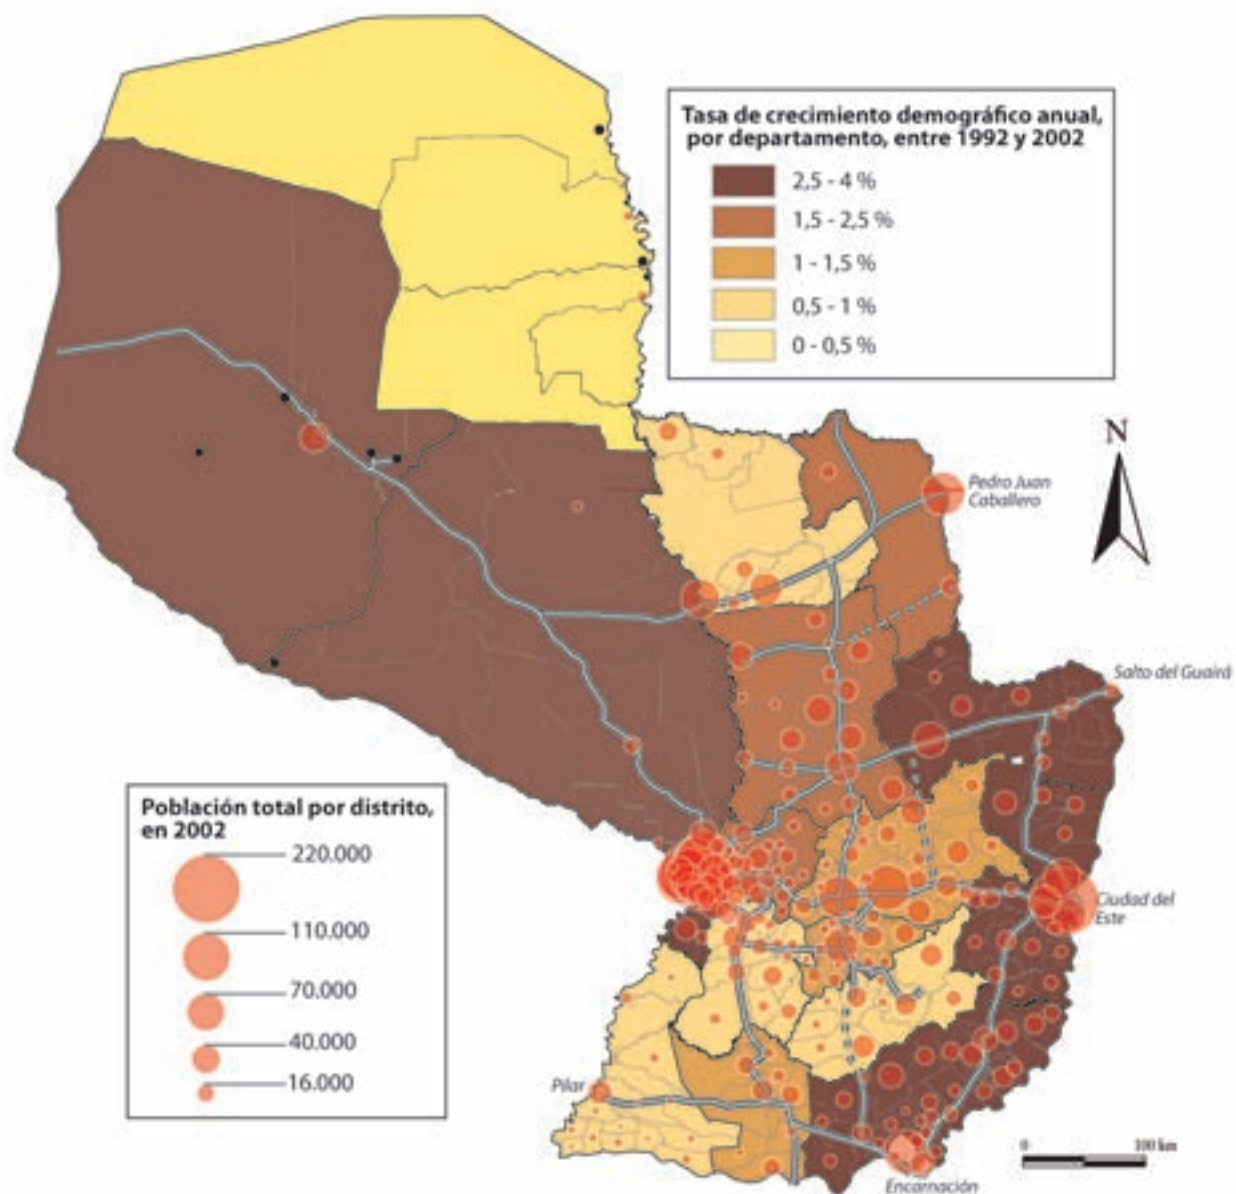 Tasa de crecimiento demográfico anual,
por departamento, entre 1992 y 2002
2,5 - 4 %
1,5 - 2,5 %
1 - 1,5 %
0,5 - 1 %
0 - 0,5 %
N
Pedro Juan
Caballero
Salto del Guairá
Población total por distrito,
en 2002
220.000
110.000
70.000
40.000
16.000
Ciudad del
Este
Pilar
0 100 km
Encarnación